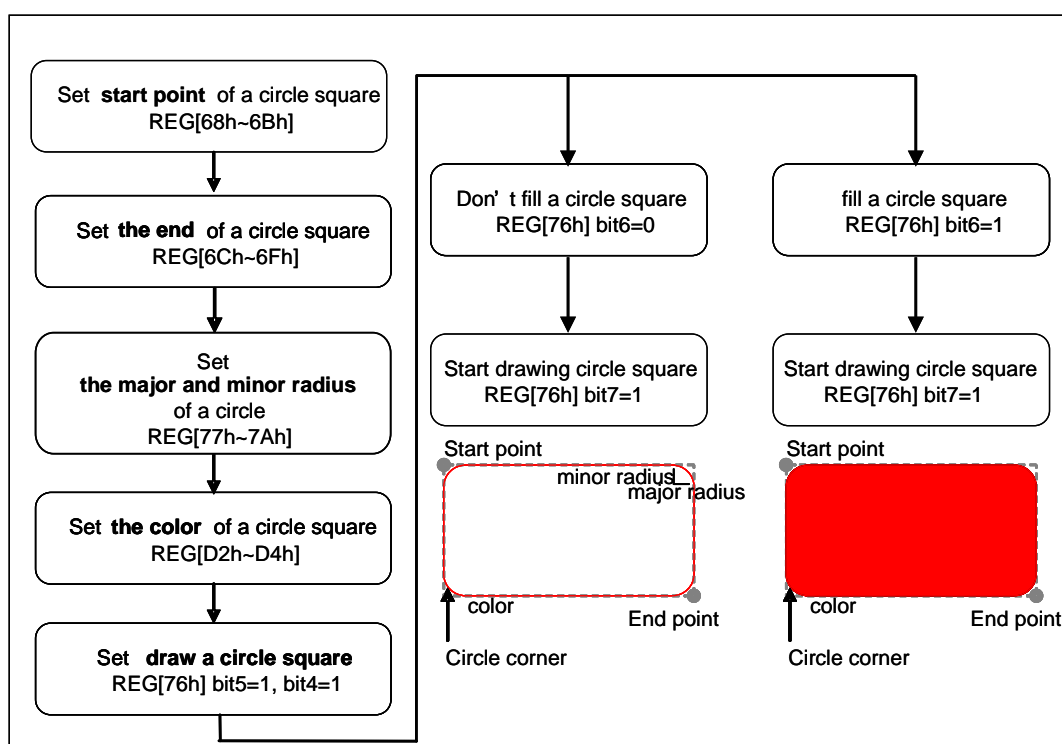 Set start point of a circle square
REG[68h~6Bh]
Set the end of a circle square
REG[6Ch~6Fh]
Set
the major and minor radius
of a circle
REG[77h~7Ah]
Set the color of a circle square
REG[D2h~D4h]
Set draw a circle square
REG[76h] bit5=1, bit4=1
Don' t fill a circle square
REG[76h] bit6=0
Start drawing circle square
REG[76h] bit7=1
Start point
minor radius
major radius
color
End point
Circle corner
fill a circle square
REG[76h] bit6=1
Start drawing circle square
REG[76h] bit7=1
Start point
color
End point
Circle corner